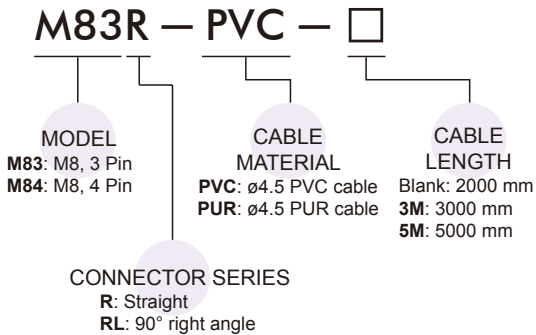 M83R — PVC — □
MODEL
M83: M8, 3 Pin
M84: M8, 4 Pin
CABLE
MATERIAL
PVC: ø4.5 PVC cable
PUR: ø4.5 PUR cable
CABLE
LENGTH
Blank: 2000 mm
3M: 3000 mm
5M: 5000 mm
CONNECTOR SERIES
R: Straight
RL: 90° right angle